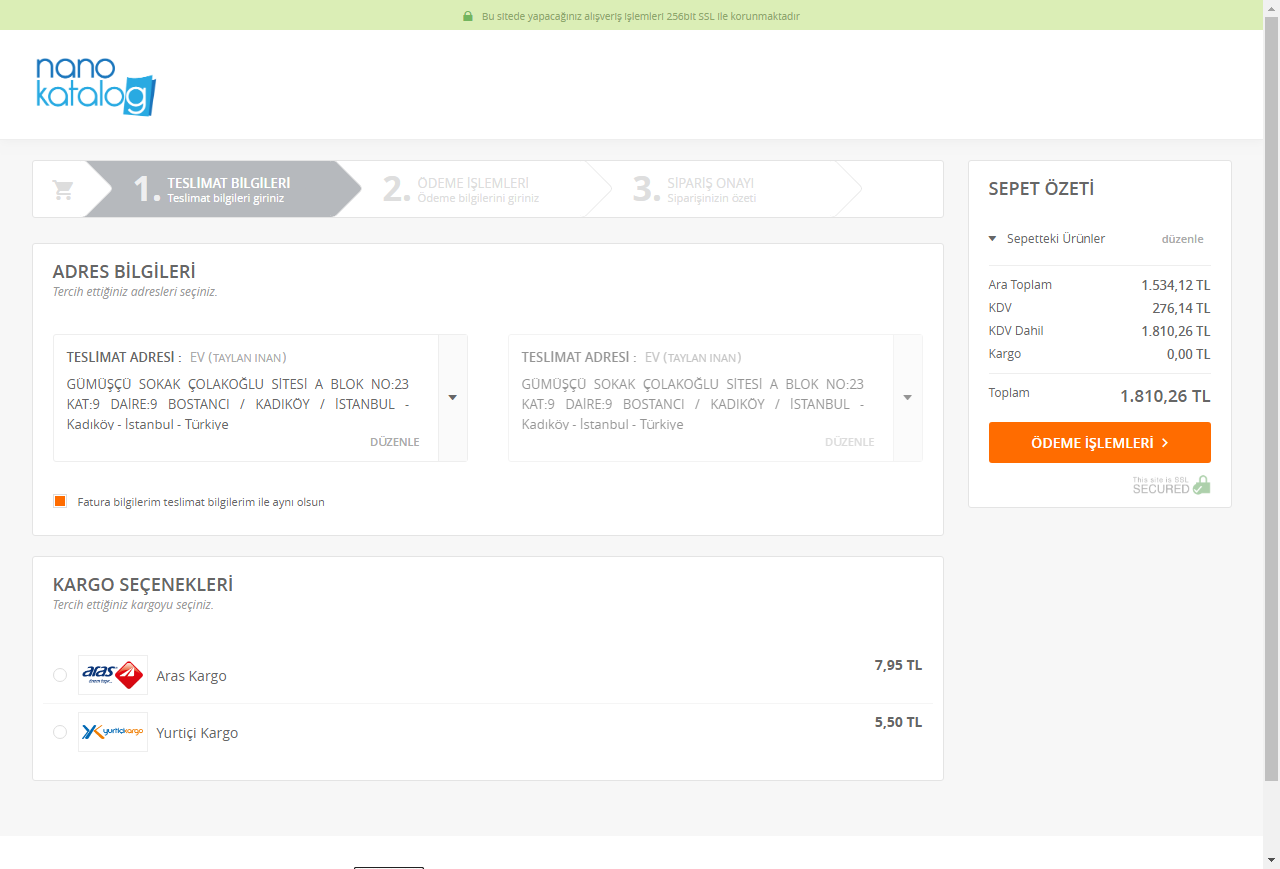 Bu sitede yapacağınız alışveriş işlemleri 256bit SSL ile korunmaktadır
nano
katalog
1. TESLİMAT BİLGİLERİ
Teslimat bilgileri giriniz
2. ÖDEME İŞLEMLERİ
Ödeme bilgilerini giriniz
3. SİPARİŞ ONAYI
Siparişinizin özeti
ADRES BİLGİLERİ
Tercih ettiğiniz adresleri seçiniz.
TESLİMAT ADRESİ : EV (TAYLAN INAN)
GÜMÜŞÇÜ SOKAK ÇOLAKOĞLU SİTESİ A BLOK NO:23
KAT:9 DAİRE:9 BOSTANCI / KADIKÖY / İSTANBUL -
Kadıköy - İstanbul - Türkiye
DÜZENLE
TESLİMAT ADRESİ : EV (TAYLAN INAN)
GÜMÜŞÇÜ SOKAK ÇOLAKOĞLU SİTESİ A BLOK NO:23
KAT:9 DAİRE:9 BOSTANCI / KADIKÖY / İSTANBUL -
Kadıköy - İstanbul - Türkiye
DÜZENLE
Fatura bilgilerim teslimat bilgilerim ile aynı olsun
KARGO SEÇENEKLERİ
Tercih ettiğiniz kargoyu seçiniz.
aras
Aras Kargo 7,95 TL
yurtiçikargo
Yurtiçi Kargo 5,50 TL
SEPET ÖZETİ
Sepetteki Ürünler düzenle
Ara Toplam 1.534,12 TL
KDV 276,14 TL
KDV Dahil 1.810,26 TL
Kargo 0,00 TL
Toplam 1.810,26 TL
ÖDEME İŞLEMLERİ
This site is SSL
SECURED